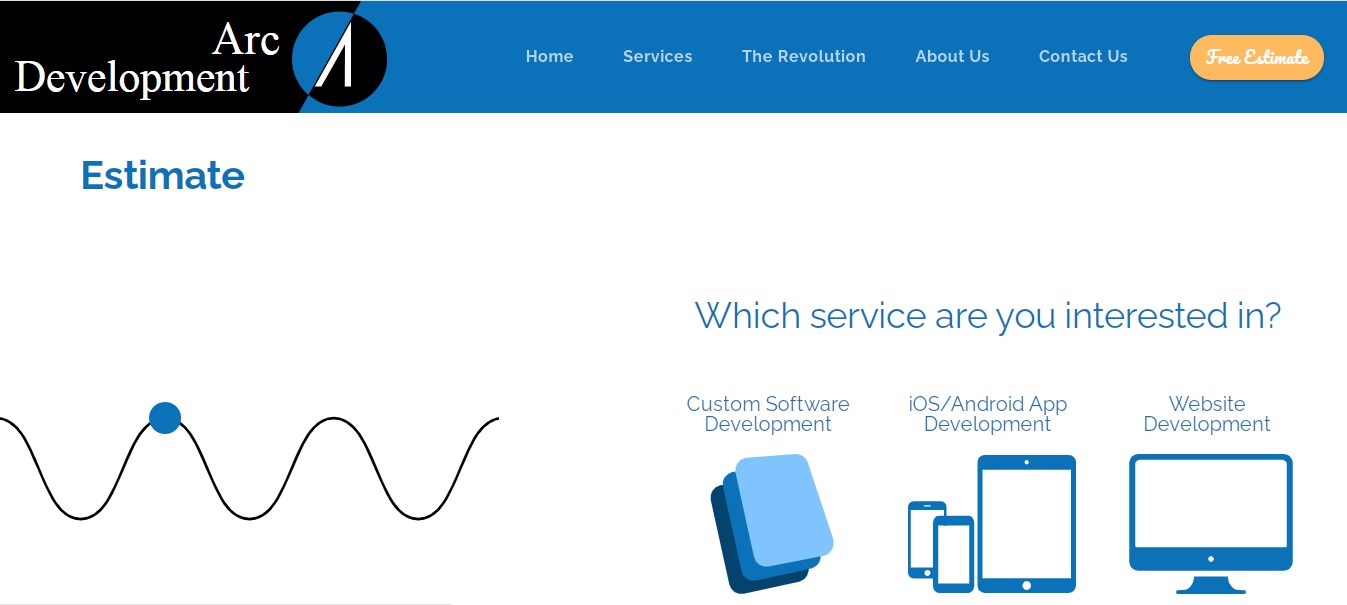 Arc
Development
Home Services The Revolution About Us Contact Us Free Estimate
Estimate
Which service are you interested in?
Custom Software
Development
iOS/Android App
Development
Website
Development